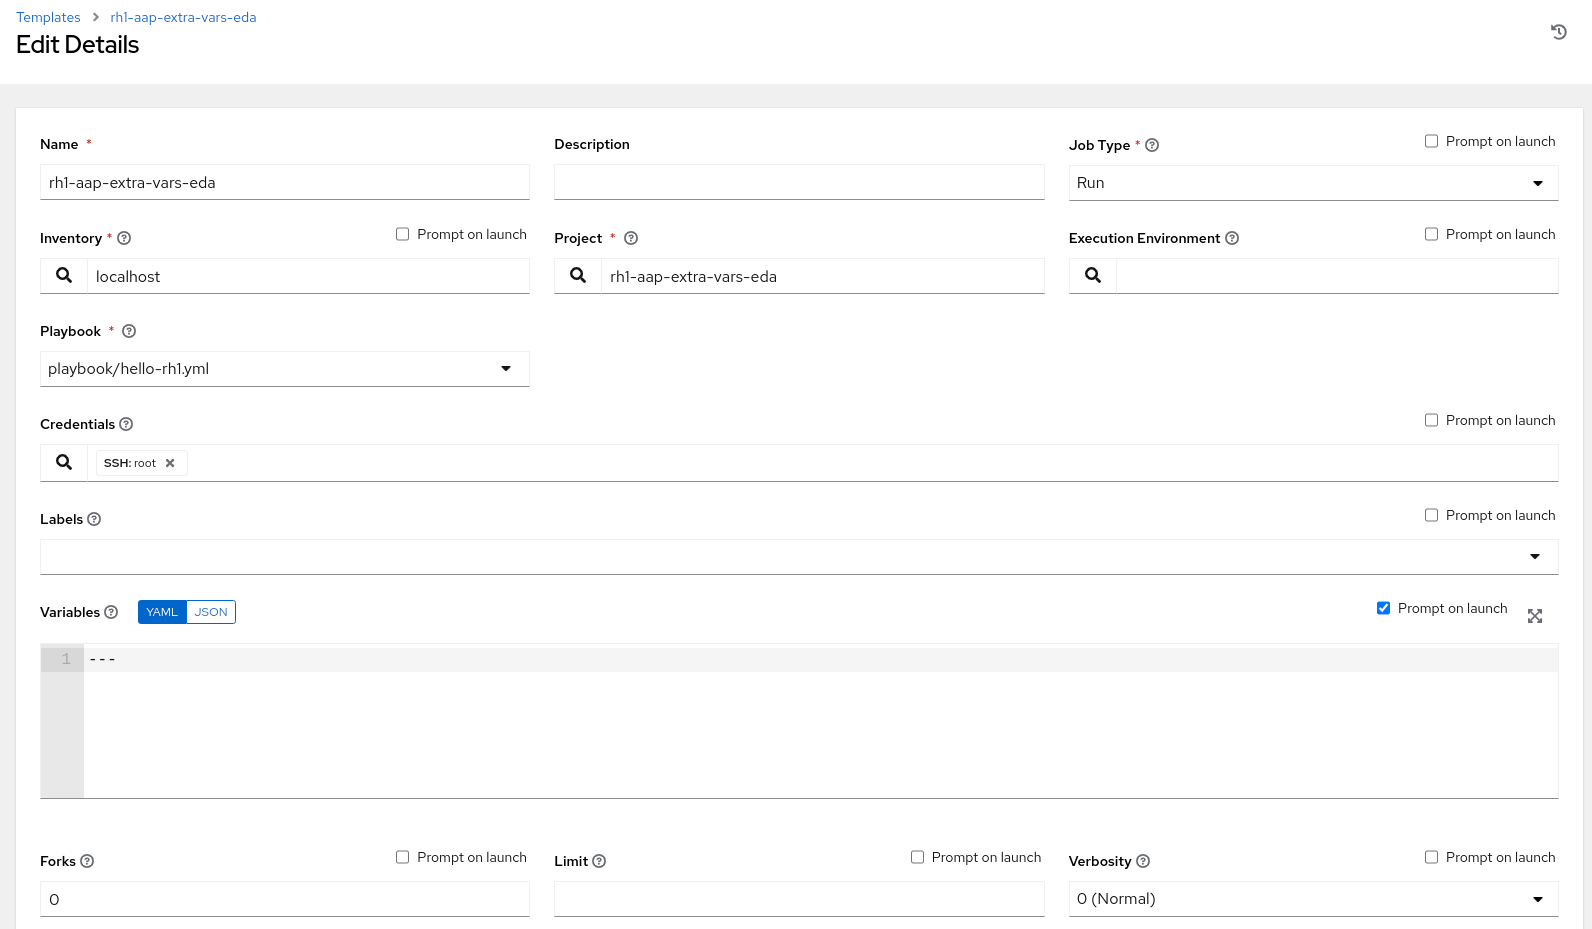 Templates > rh1-aap-extra-vars-eda
Edit Details
Name *
rh1-aap-extra-vars-eda
Description
Job Type * Prompt on launch
Run
Inventory * Prompt on launch
localhost
Project *
rh1-aap-extra-vars-eda
Execution Environment Prompt on launch
Playbook *
playbook/hello-rh1.yml
Credentials Prompt on launch
SSH: root
Labels Prompt on launch
Variables YAML JSON Prompt on launch
1 ---
Forks Prompt on launch
0
Limit Prompt on launch
Verbosity Prompt on launch
0 (Normal)